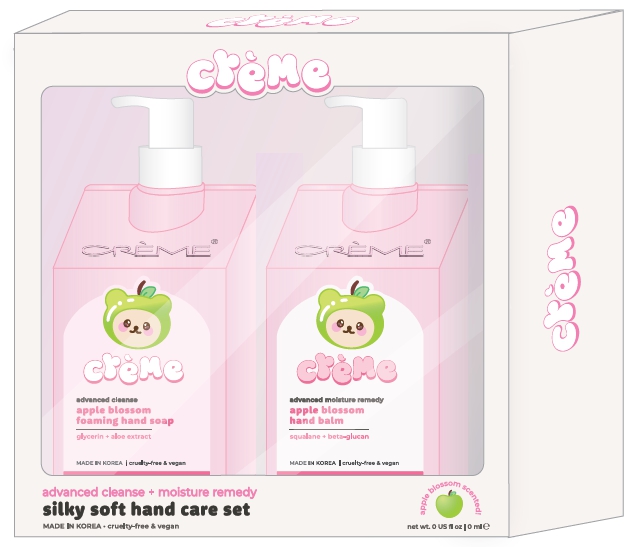 crème
crème
CRÈME®
CRÈME®
crème
advanced cleanse
apple blossom
foaming hand soap
glycerin + aloe extract
MADE IN KOREA | cruelty-free & vegan
crème
advanced moisture remedy
apple blossom
hand balm
squalane + beta-glucan
MADE IN KOREA | cruelty-free & vegan
crème
advanced cleanse + moisture remedy
silky soft hand care set
MADE IN KOREA • cruelty-free & vegan
apple blossom scented!
net wt. 0 US fl oz | 0 ml ℮